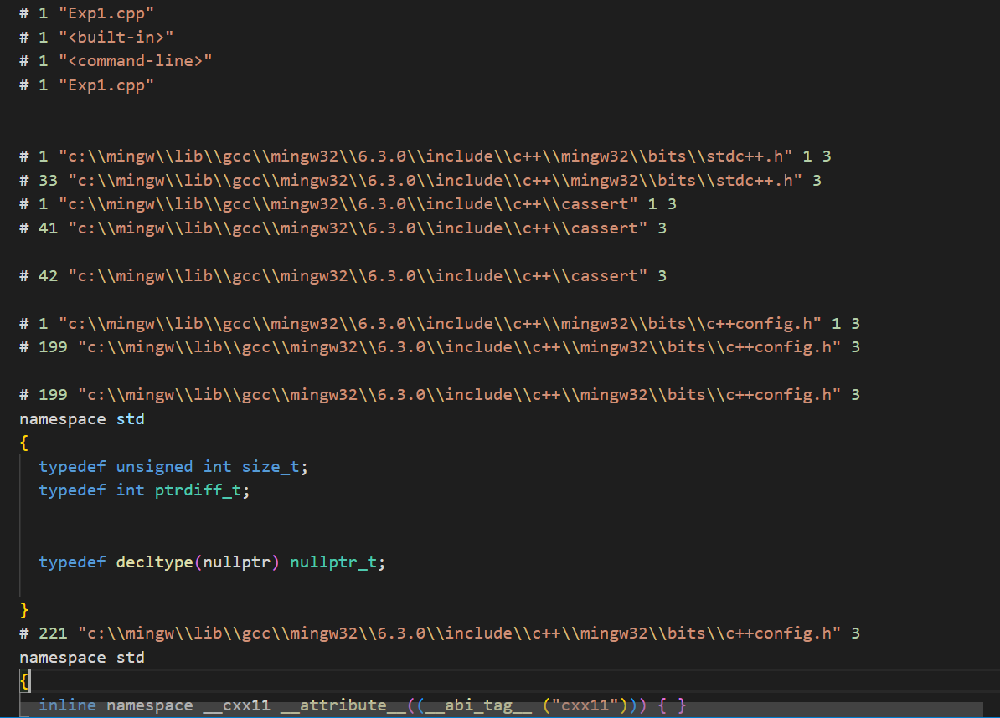 # 1 "Exp1.cpp"
# 1 "<built-in>"
# 1 "<command-line>"
# 1 "Exp1.cpp"
# 1 "c:\\mingw\\lib\\gcc\\mingw32\\6.3.0\\include\\c++\\mingw32\\bits\\stdc++.h" 1 3
# 33 "c:\\mingw\\lib\\gcc\\mingw32\\6.3.0\\include\\c++\\mingw32\\bits\\stdc++.h" 3
# 1 "c:\\mingw\\lib\\gcc\\mingw32\\6.3.0\\include\\c++\\cassert" 1 3
# 41 "c:\\mingw\\lib\\gcc\\mingw32\\6.3.0\\include\\c++\\cassert" 3
# 42 "c:\\mingw\\lib\\gcc\\mingw32\\6.3.0\\include\\c++\\cassert" 3
# 1 "c:\\mingw\\lib\\gcc\\mingw32\\6.3.0\\include\\c++\\mingw32\\bits\\c++config.h" 1 3
# 199 "c:\\mingw\\lib\\gcc\\mingw32\\6.3.0\\include\\c++\\mingw32\\bits\\c++config.h" 3
# 199 "c:\\mingw\\lib\\gcc\\mingw32\\6.3.0\\include\\c++\\mingw32\\bits\\c++config.h" 3
namespace std
{
  typedef unsigned int size_t;
  typedef int ptrdiff_t;
  typedef decltype(nullptr) nullptr_t;
}
# 221 "c:\\mingw\\lib\\gcc\\mingw32\\6.3.0\\include\\c++\\mingw32\\bits\\c++config.h" 3
namespace std
{
  inline namespace __cxx11 __attribute__((__abi_tag__ ("cxx11"))) { }